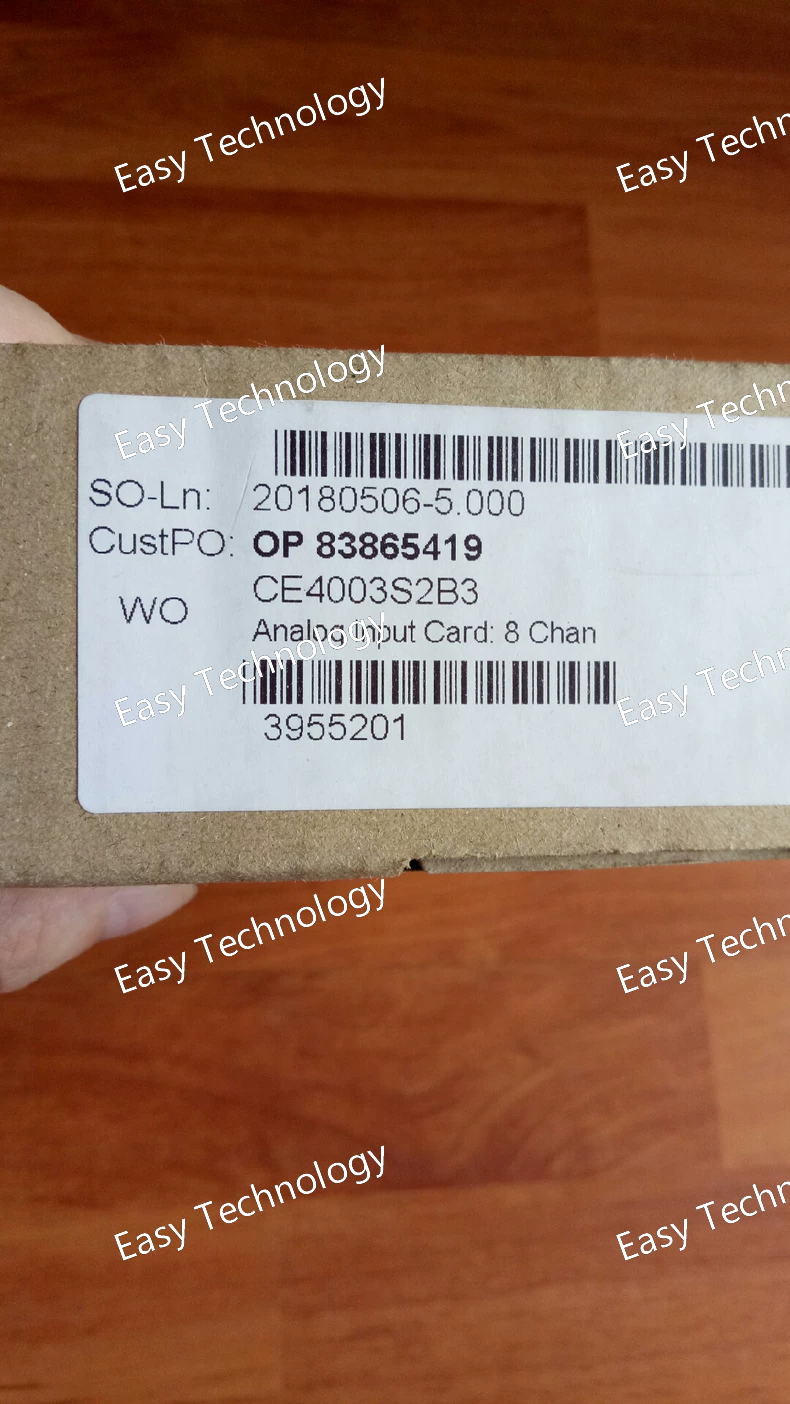 Easy Technology
Easy Techn
Easy Technology
Easy Techn
SO-Ln: 20180506-5.000
CustPO: OP 83865419
WO CE4003S2B3
Analog Input Card: 8 Chan
Easy Technology
Easy Techn
3955201
Easy Technology
Easy Techn
Easy Technology
Easy Techn